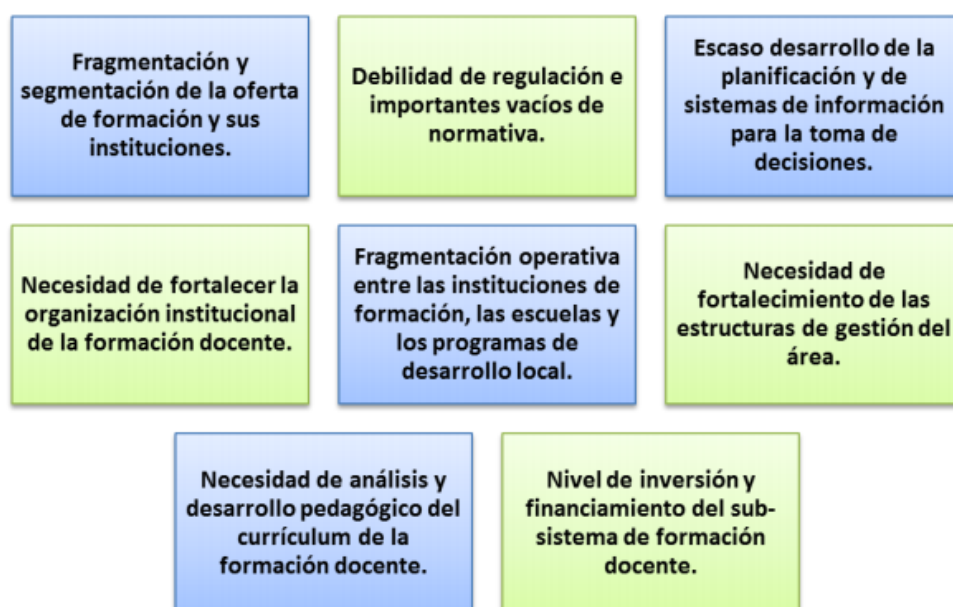 Fragmentación y
segmentación de la oferta
de formación y sus
instituciones.
Debilidad de regulación e
importantes vacíos de
normativa.
Escaso desarrollo de la
planificación y de
sistemas de información
para la toma de
decisiones.
Necesidad de fortalecer la
organización institucional
de la formación docente.
Fragmentación operativa
entre las instituciones de
formación, las escuelas y
los programas de
desarrollo local.
Necesidad de
fortalecimiento de las
estructuras de gestión del
área.
Necesidad de análisis y
desarrollo pedagógico del
currículum de la
formación docente.
Nivel de inversión y
financiamiento del sub-
sistema de formación
docente.